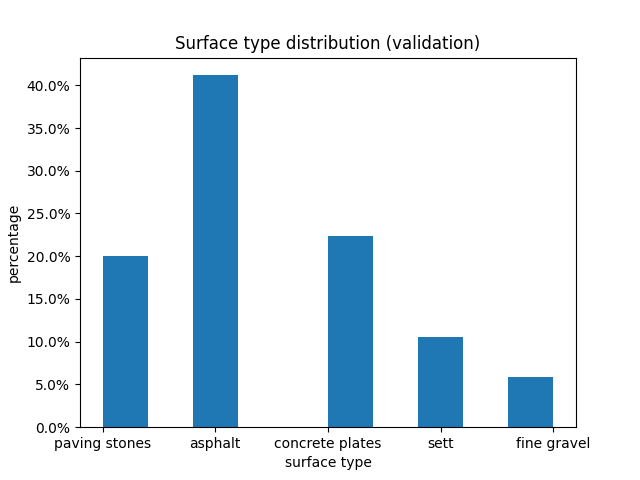 Surface type distribution (validation)
40.0%
35.0%
30.0%
25.0%
20.0%
15.0%
10.0%
5.0%
0.0%
percentage
paving stones asphalt concrete plates sett fine gravel
surface type